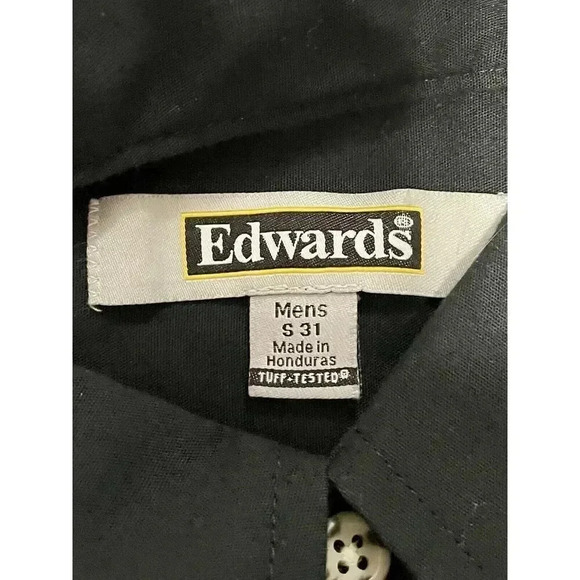 Edwards
Mens
S 31
Made in
Honduras
TUFF-TESTED®